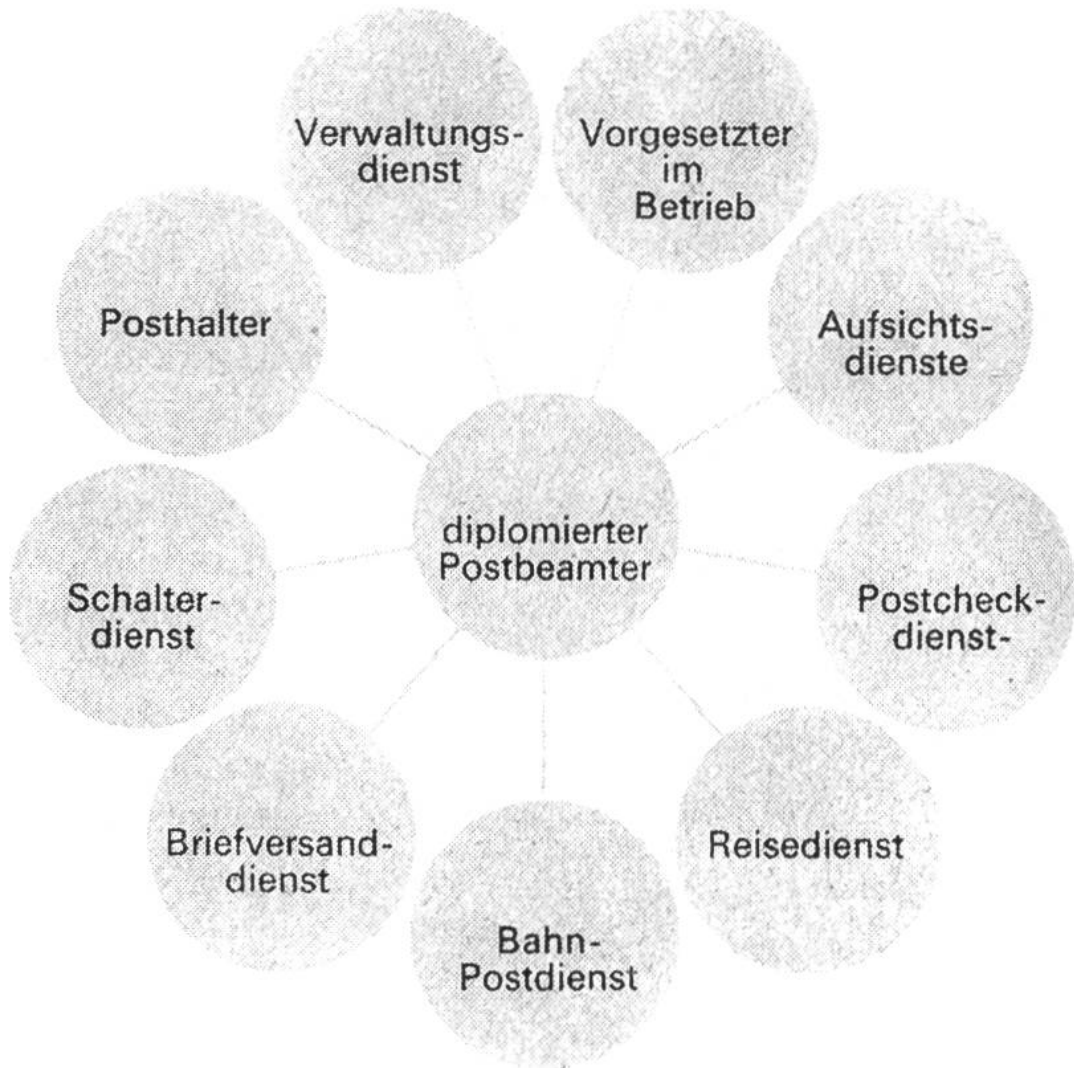 Verwaltungs-
dienst
Vorgesetzter
im
Betrieb
Posthalter
Aufsichts-
dienste
diplomierter
Postbeamter
Schalter-
dienst
Postcheck-
dienst-
Briefversand-
dienst
Reisedienst
Bahn-
Postdienst